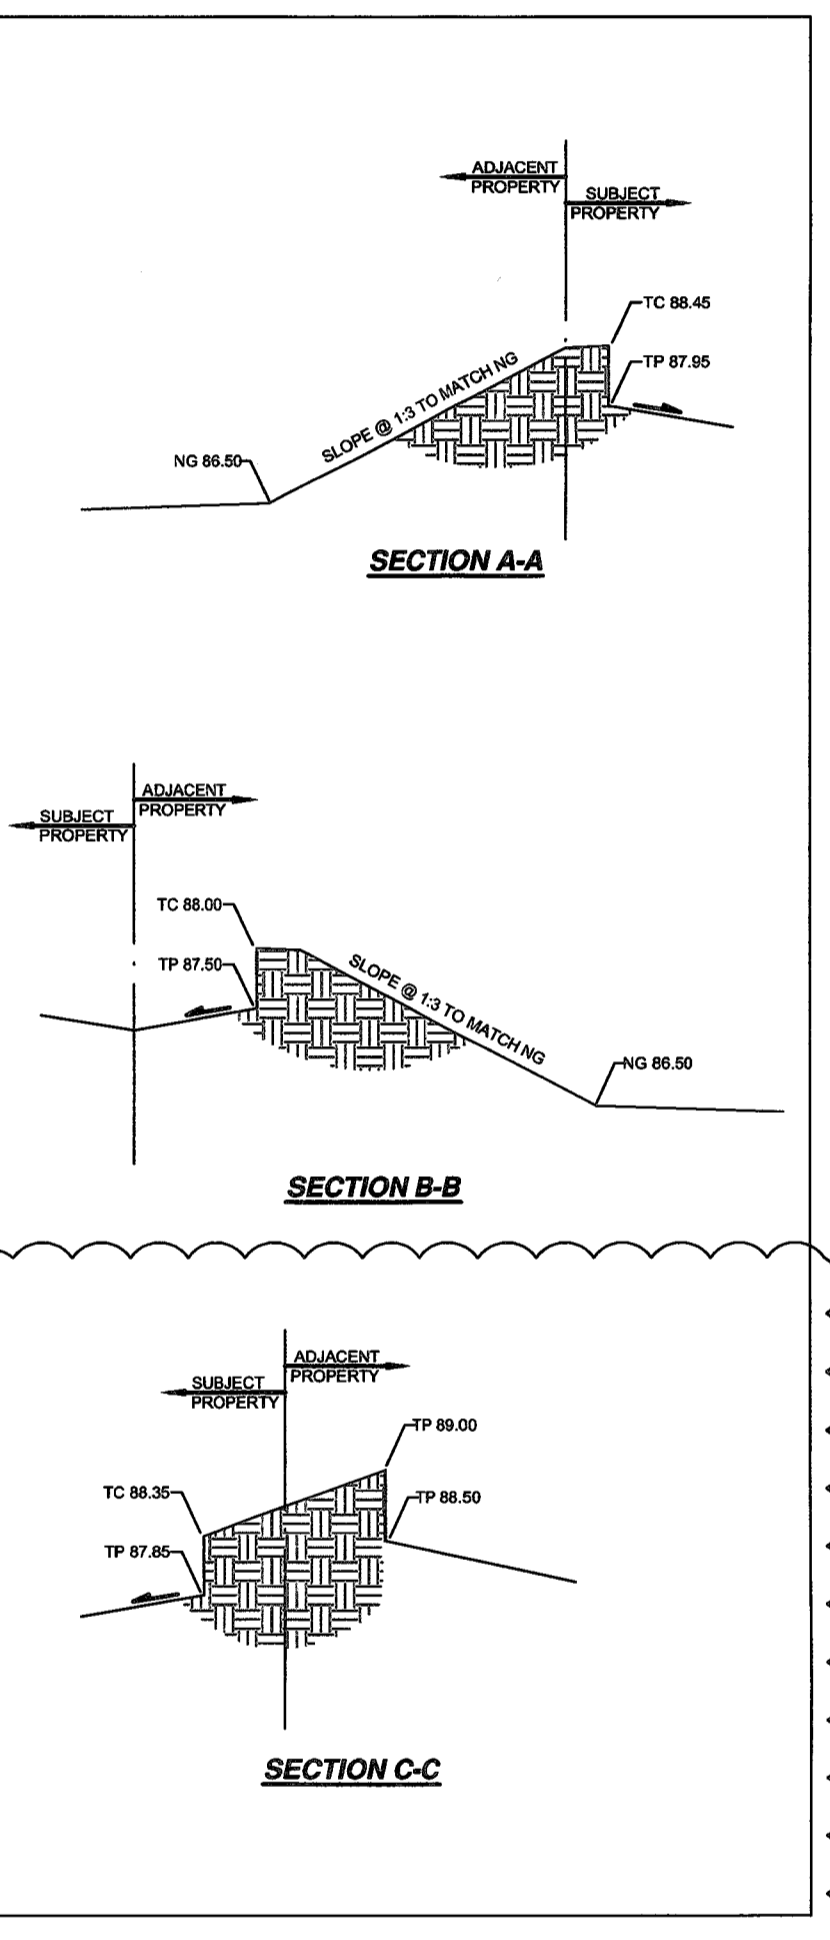 ADJACENT
PROPERTY
SUBJECT
PROPERTY
TC 88.45
TP 87.95
SLOPE @ 1:3 TO MATCH NG
NG 86.50
SECTION A-A
ADJACENT
PROPERTY
SUBJECT
PROPERTY
TC 88.00
TP 87.50
SLOPE @ 1:3 TO MATCH NG
NG 86.50
SECTION B-B
ADJACENT
PROPERTY
SUBJECT
PROPERTY
TP 89.00
TC 88.35
TP 88.50
TP 87.85
SECTION C-C